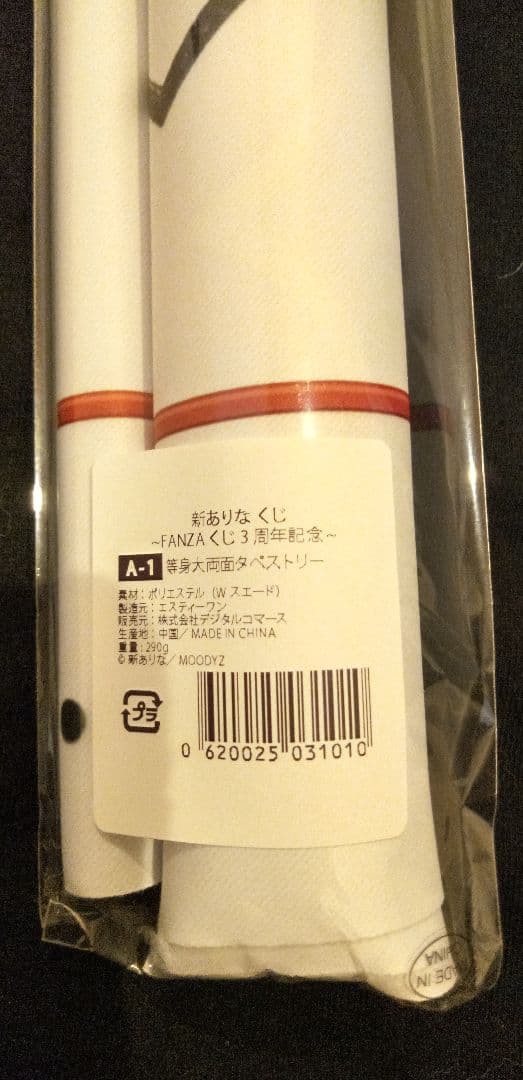 新ありな くじ
~FANZAくじ3周年記念~
A-1 等身大両面タペストリー
素材：ポリエステル（Wスエード）
製造元：エスティーワン
販売元：株式会社デジタルコマース
生産地：中国／MADE IN CHINA
重量：290g
© 新ありな／MOODYZ
プラ
0 620025 031010
MADE IN CHINA